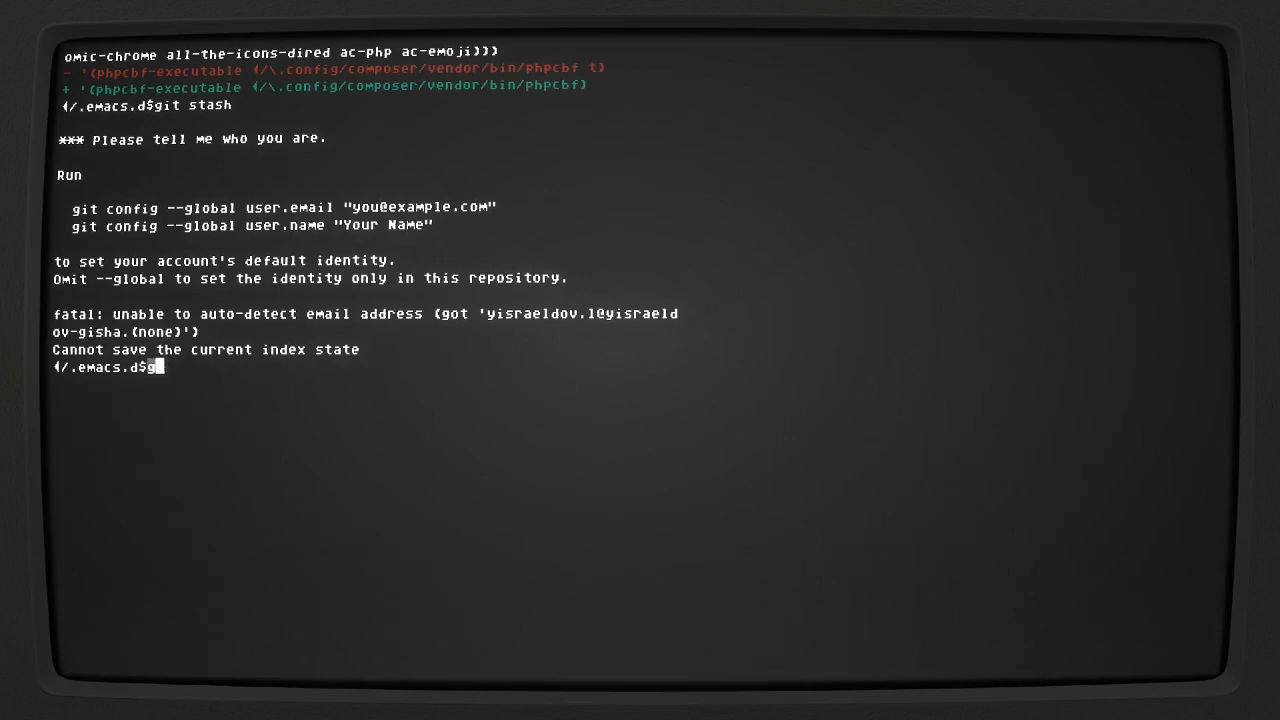 omic-chrome all-the-icons-dired ac-php ac-emoji)))
- '(phpcbf-executable ~/\.config/composer/vendor/bin/phpcbf t)
+ '(phpcbf-executable ~/\.config/composer/vendor/bin/phpcbf)
~/.emacs.d$git stash
*** Please tell me who you are.
Run
git config --global user.email "you@example.com"
git config --global user.name "Your Name"
to set your account's default identity.
Omit --global to set the identity only in this repository.
fatal: unable to auto-detect email address (got 'yisraeldov.l@yisraeld
ov-gisha.(none)')
Cannot save the current index state
~/.emacs.d$g